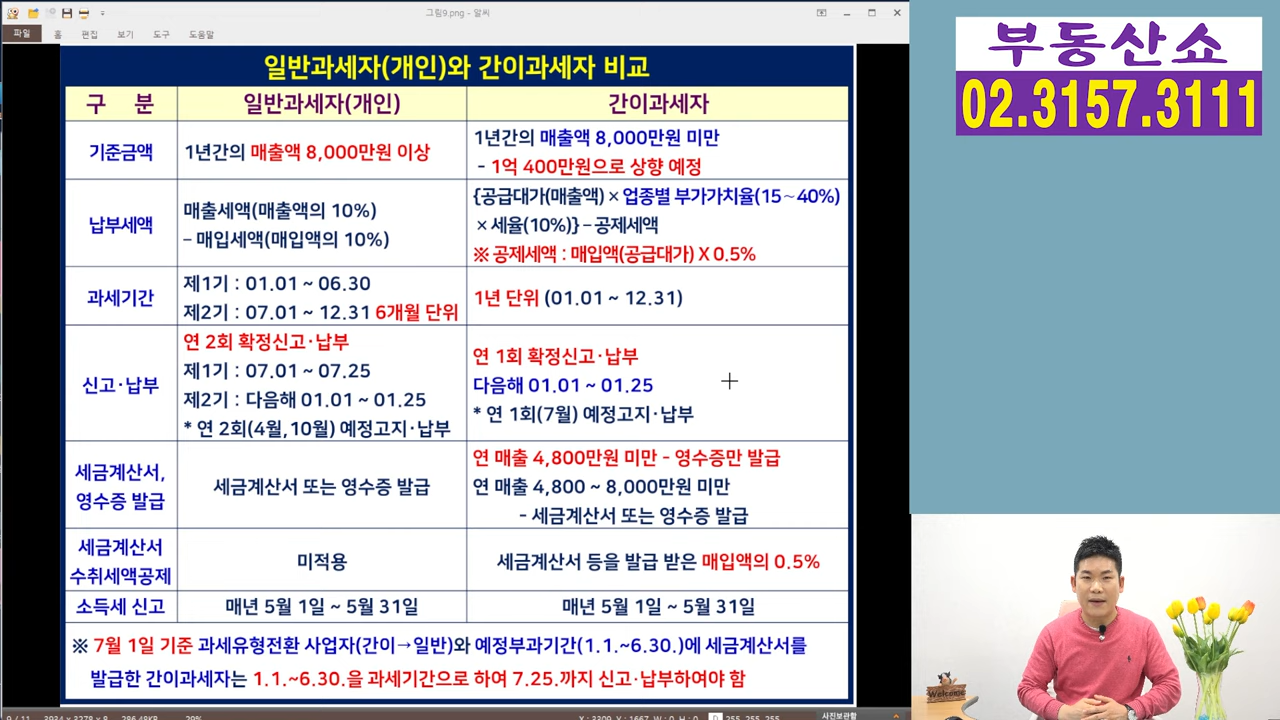 그림9.png - 알씨
파일 홈 편집 보기 도구 도움말
부동산쇼
02.3157.3111
일반과세자(개인)와 간이과세자 비교
구 분 일반과세자(개인) 간이과세자
기준금액
1년간의 매출액 8,000만원 이상
1년간의 매출액 8,000만원 미만
- 1억 400만원으로 상향 예정
납부세액
매출세액(매출액의 10%)
– 매입세액(매입액의 10%)
{공급대가(매출액) × 업종별 부가가치율(15~40%)
× 세율(10%)} – 공제세액
※ 공제세액 : 매입액(공급대가) X 0.5%
과세기간
제1기 : 01.01 ~ 06.30
제2기 : 07.01 ~ 12.31 6개월 단위
1년 단위 (01.01 ~ 12.31)
신고·납부
연 2회 확정신고·납부
제1기 : 07.01 ~ 07.25
제2기 : 다음해 01.01 ~ 01.25
* 연 2회(4월,10월) 예정고지·납부
연 1회 확정신고·납부
다음해 01.01 ~ 01.25
* 연 1회(7월) 예정고지·납부
세금계산서,
영수증 발급
세금계산서 또는 영수증 발급
연 매출 4,800만원 미만 - 영수증만 발급
연 매출 4,800 ~ 8,000만원 미만
- 세금계산서 또는 영수증 발급
세금계산서
수취세액공제
미적용
세금계산서 등을 발급 받은 매입액의 0.5%
소득세 신고
매년 5월 1일 ~ 5월 31일
매년 5월 1일 ~ 5월 31일
※ 7월 1일 기준 과세유형전환 사업자(간이→일반)와 예정부과기간(1.1.~6.30.)에 세금계산서를
발급한 간이과세자는 1.1.~6.30.을 과세기간으로 하여 7.25.까지 신고·납부하여야 함
Welcome
9 / 11 3934 x 3278 x 8 286.48KB 29% X : 3309, Y : 1667, W : 0, H : 0 255, 255, 255 사진보관함